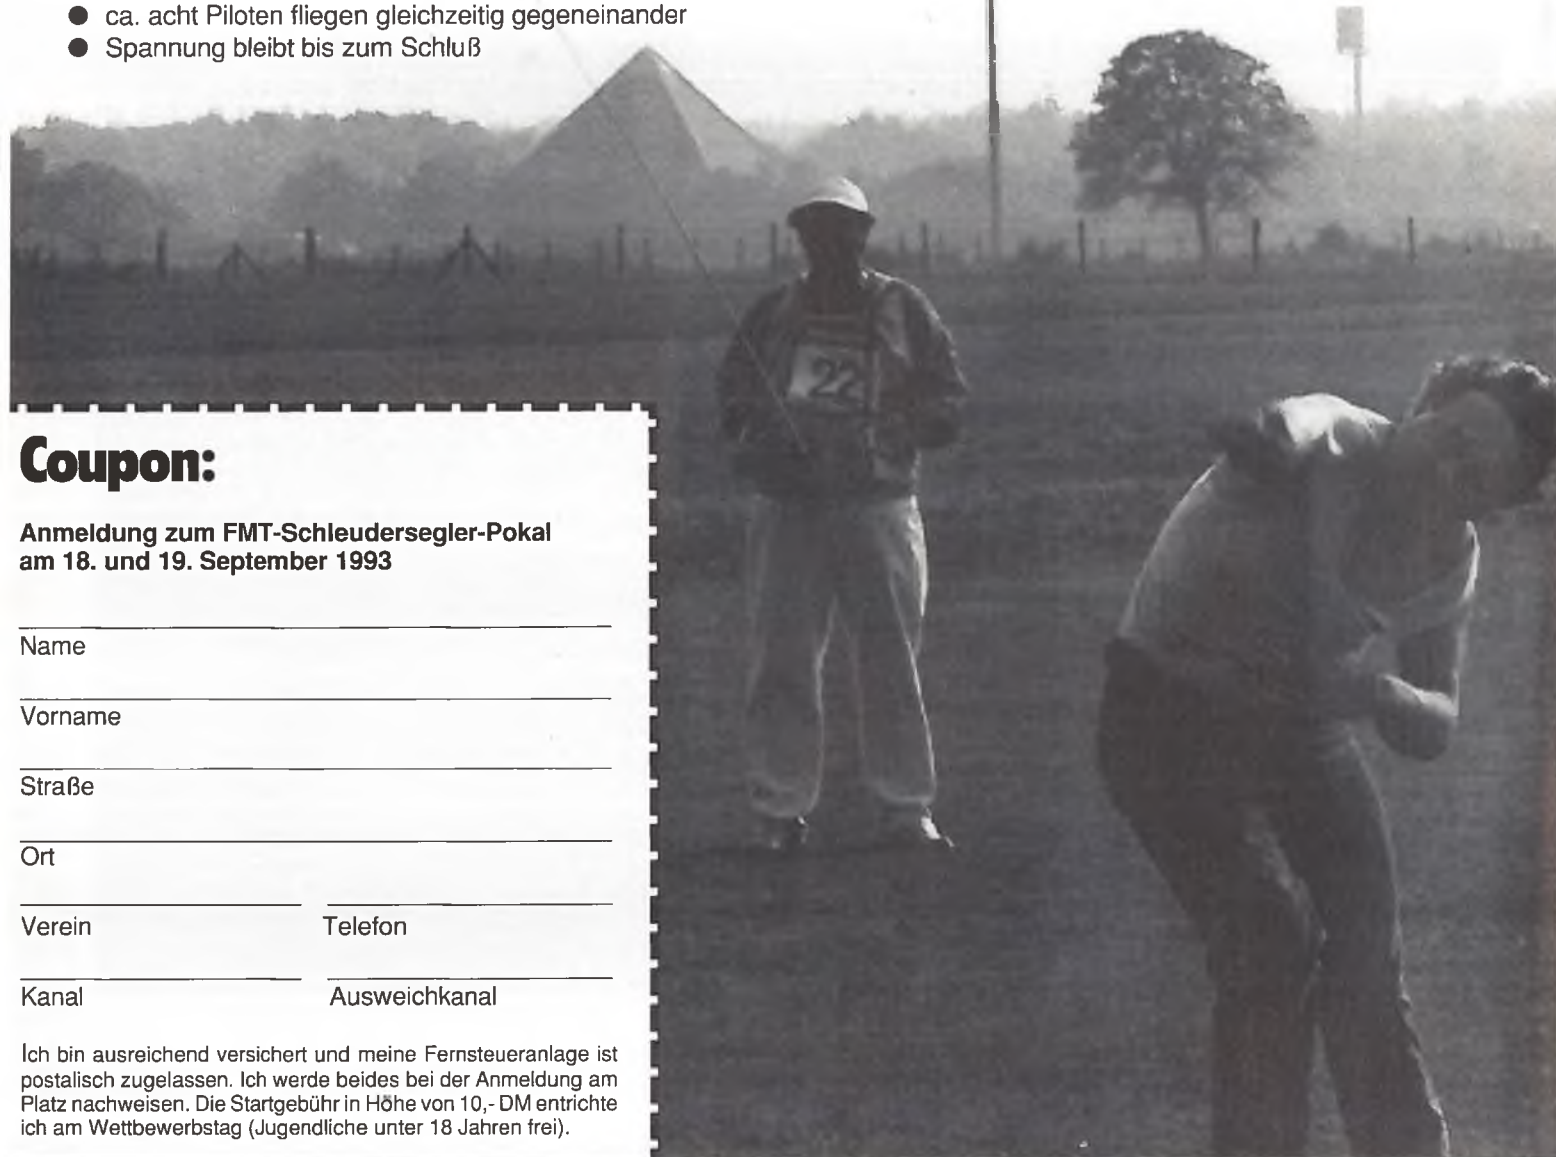 ● ca. acht Piloten fliegen gleichzeitig gegeneinander
● Spannung bleibt bis zum Schluß
22
Coupon:
Anmeldung zum FMT-Schleudersegler-Pokal
am 18. und 19. September 1993
Name
Vorname
Straße
Ort
Verein Telefon
Kanal Ausweichkanal
Ich bin ausreichend versichert und meine Fernsteueranlage ist
postalisch zugelassen. Ich werde beides bei der Anmeldung am
Platz nachweisen. Die Startgebühr in Höhe von 10,- DM entrichte
ich am Wettbewerbstag (Jugendliche unter 18 Jahren frei).